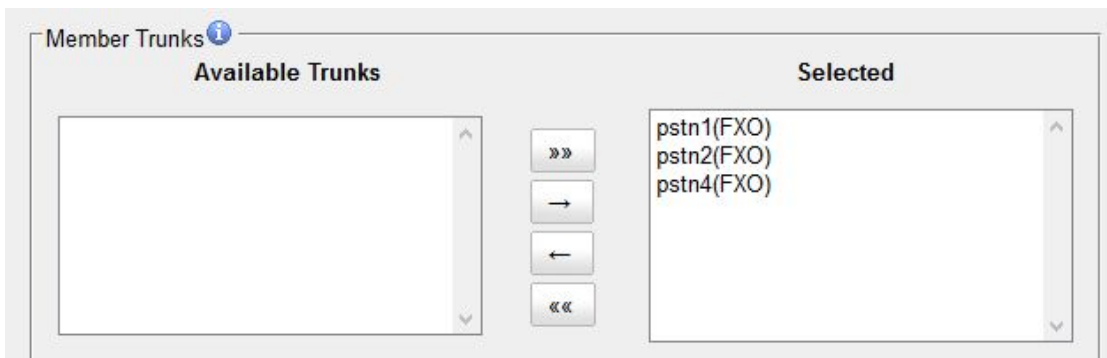 Member Trunks
Available Trunks
Selected
pstn1(FXO)
pstn2(FXO)
pstn4(FXO)
»»
→
←
««